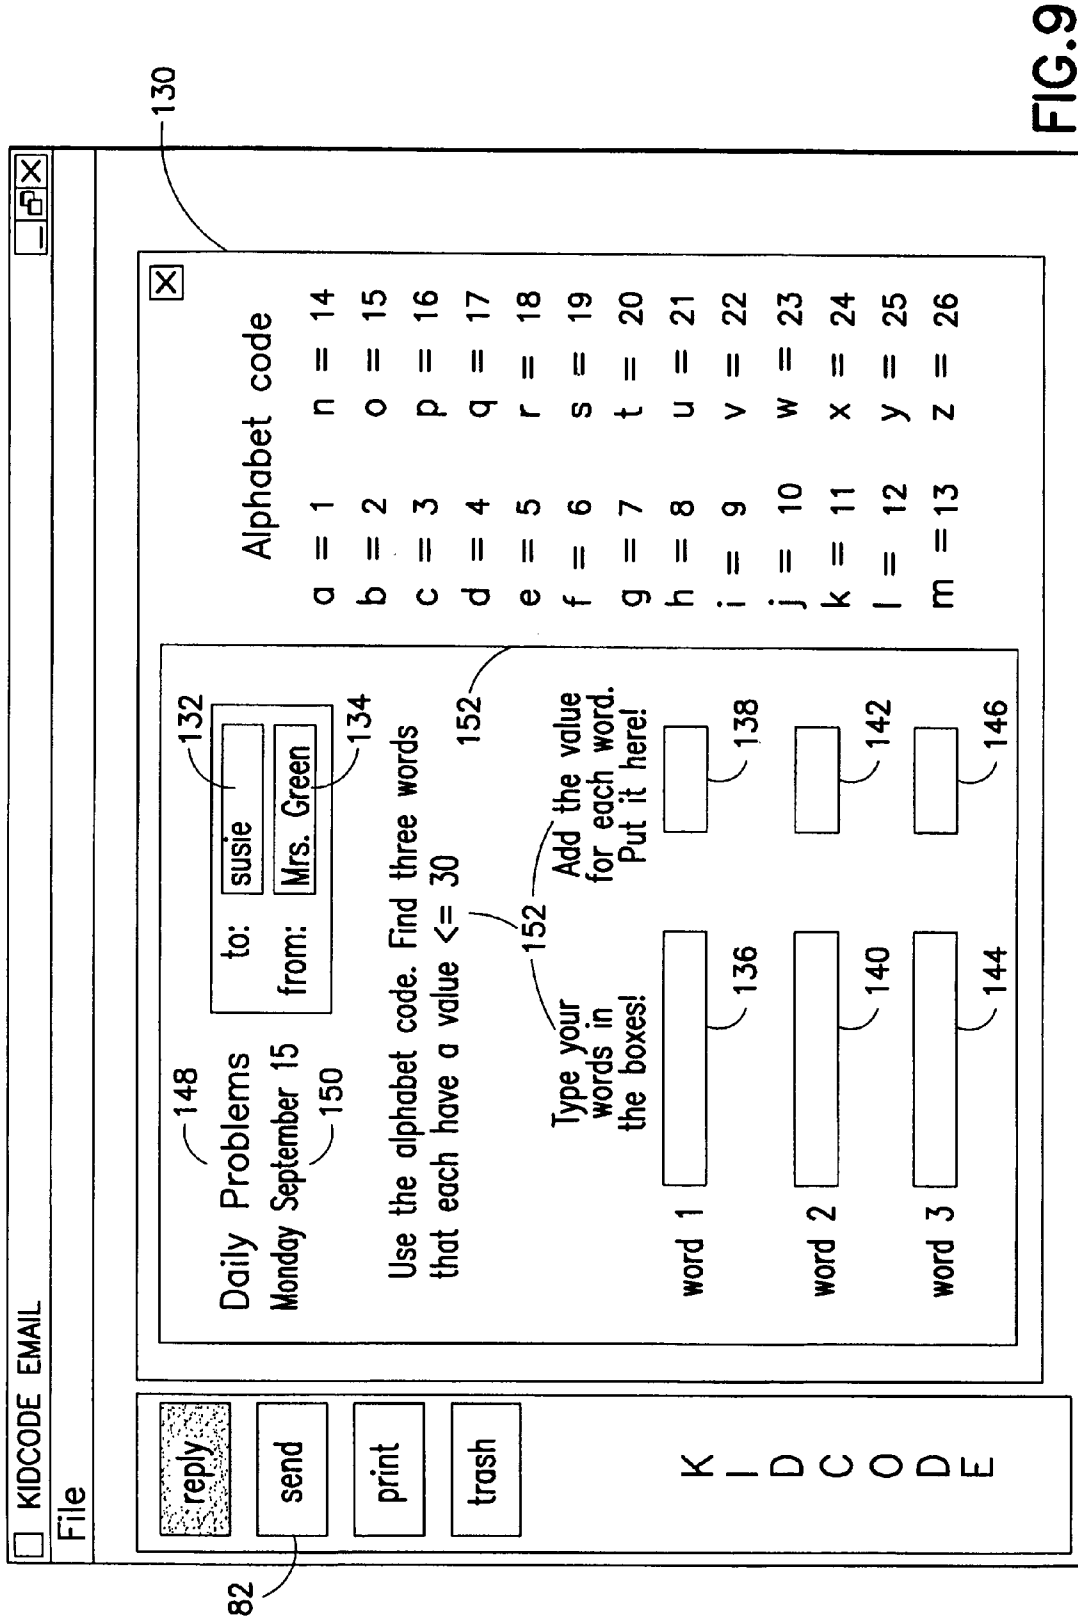 KIDCODE EMAIL
File
130
reply
send
print
trash
82
K
I
D
C
O
D
E
148
Daily Problems
Monday September 15
150
to: susie
132
from: Mrs. Green
134
Use the alphabet code. Find three words
that each have a value <= 30
152
152
Type your
words in
the boxes!
Add the value
for each word.
Put it here!
word 1
136
138
word 2
140
142
word 3
144
146
Alphabet code
a = 1 n = 14
b = 2 o = 15
c = 3 p = 16
d = 4 q = 17
e = 5 r = 18
f = 6 s = 19
g = 7 t = 20
h = 8 u = 21
i = 9 v = 22
j = 10 w = 23
k = 11 x = 24
l = 12 y = 25
m = 13 z = 26
FIG.9